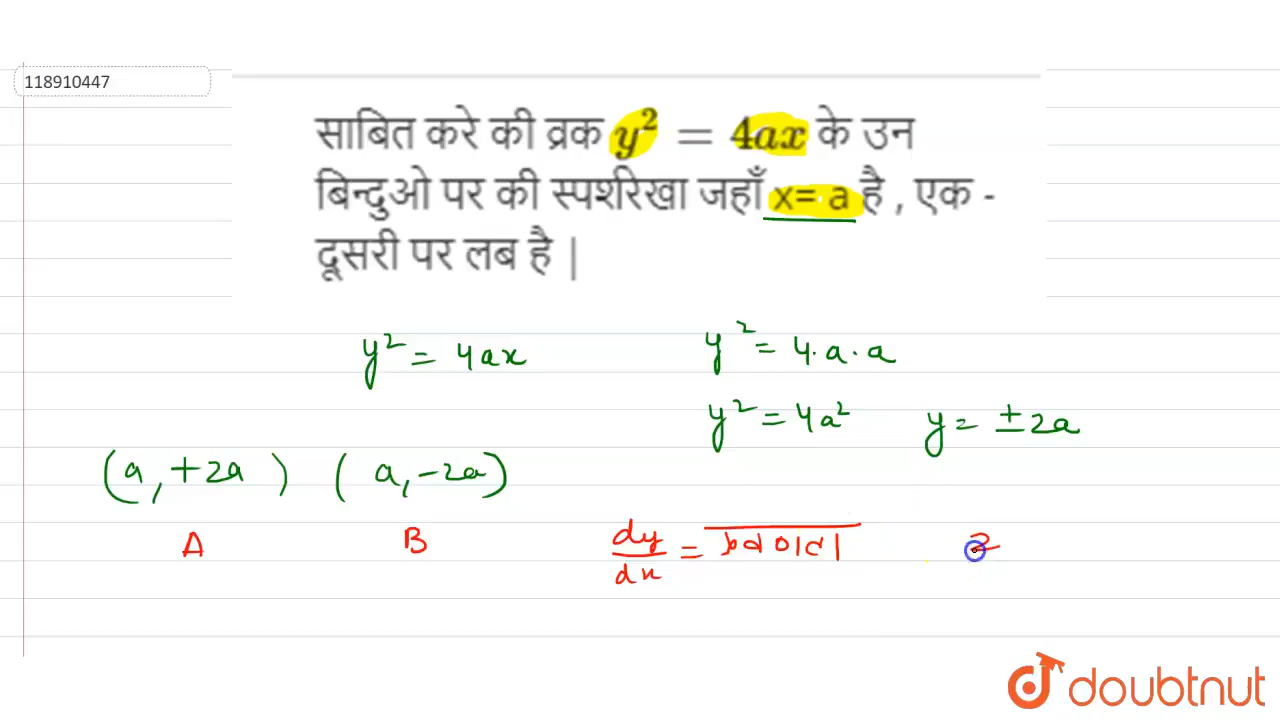 118910447
साबित करे की व्रक y² = 4ax के उन
बिन्दुओ पर की स्पर्शरेखा जहाँ x= a है , एक -
दूसरी पर लब है |
y² = 4ax
y² = 4·a·a
y² = 4a² y = ±2a
(a, +2a) (a, -2a)
A B
dy/dx =
2
doubtnut